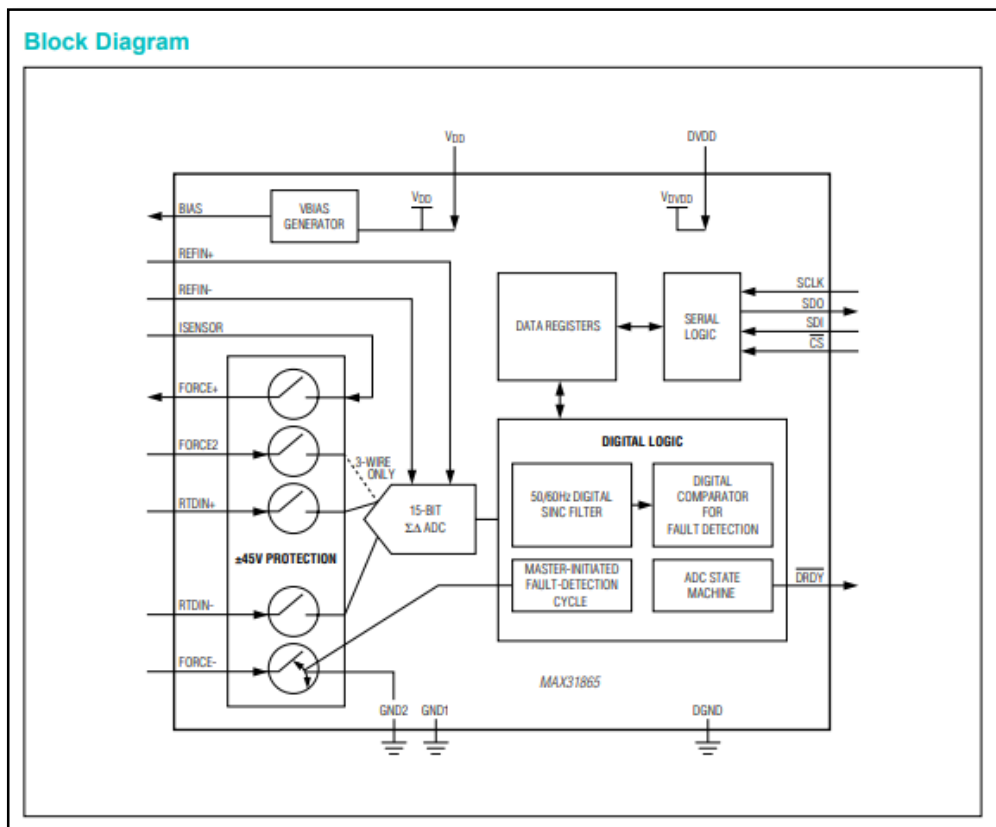 Block Diagram
VDD
DVDD
BIAS
VBIAS
GENERATOR
VDD
VDVDD
REFIN+
REFIN-
ISENSOR
DATA REGISTERS
SERIAL
LOGIC
SCLK
SDO
SDI
CS
FORCE+
FORCE2
3-WIRE
ONLY
RTDIN+
15-BIT
ΣΔ ADC
±45V PROTECTION
RTDIN-
FORCE-
DIGITAL LOGIC
50/60Hz DIGITAL
SINC FILTER
DIGITAL
COMPARATOR
FOR
FAULT DETECTION
MASTER-INITIATED
FAULT-DETECTION
CYCLE
ADC STATE
MACHINE
DRDY
MAX31865
GND2
GND1
DGND